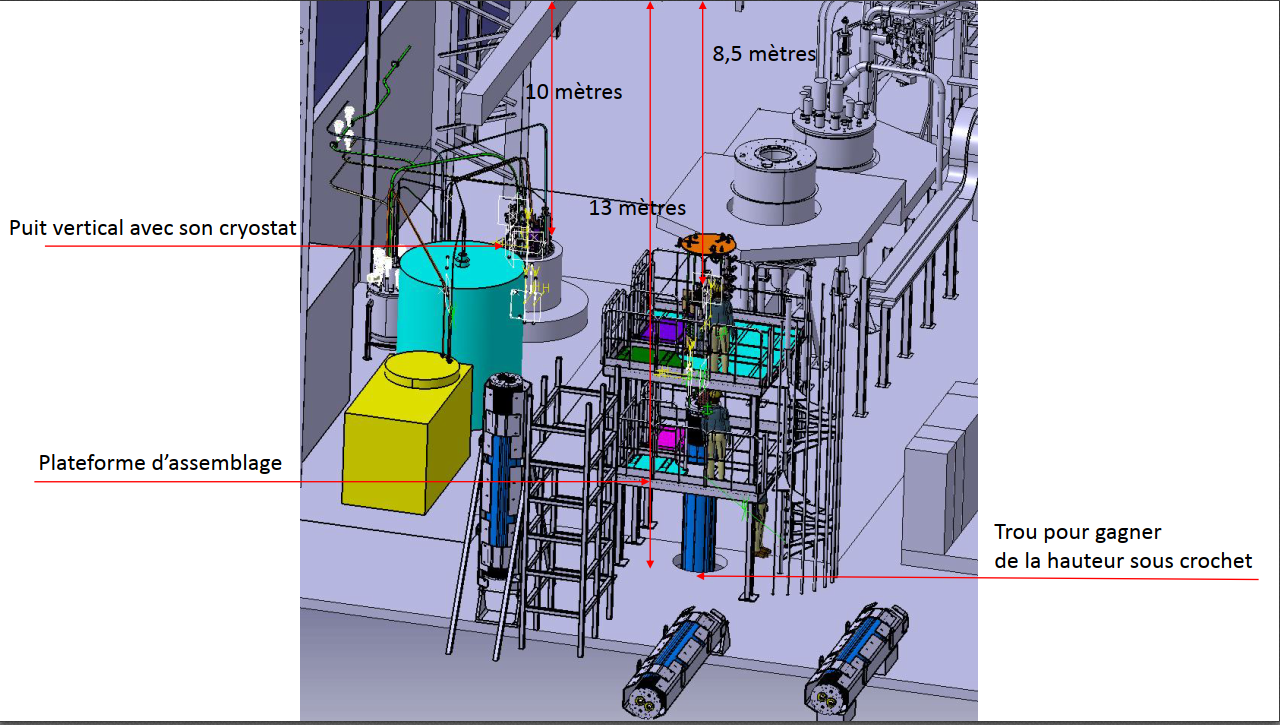 8,5 mètres
10 mètres
13 mètres
Puit vertical avec son cryostat
Plateforme d’assemblage
Trou pour gagner
de la hauteur sous crochet